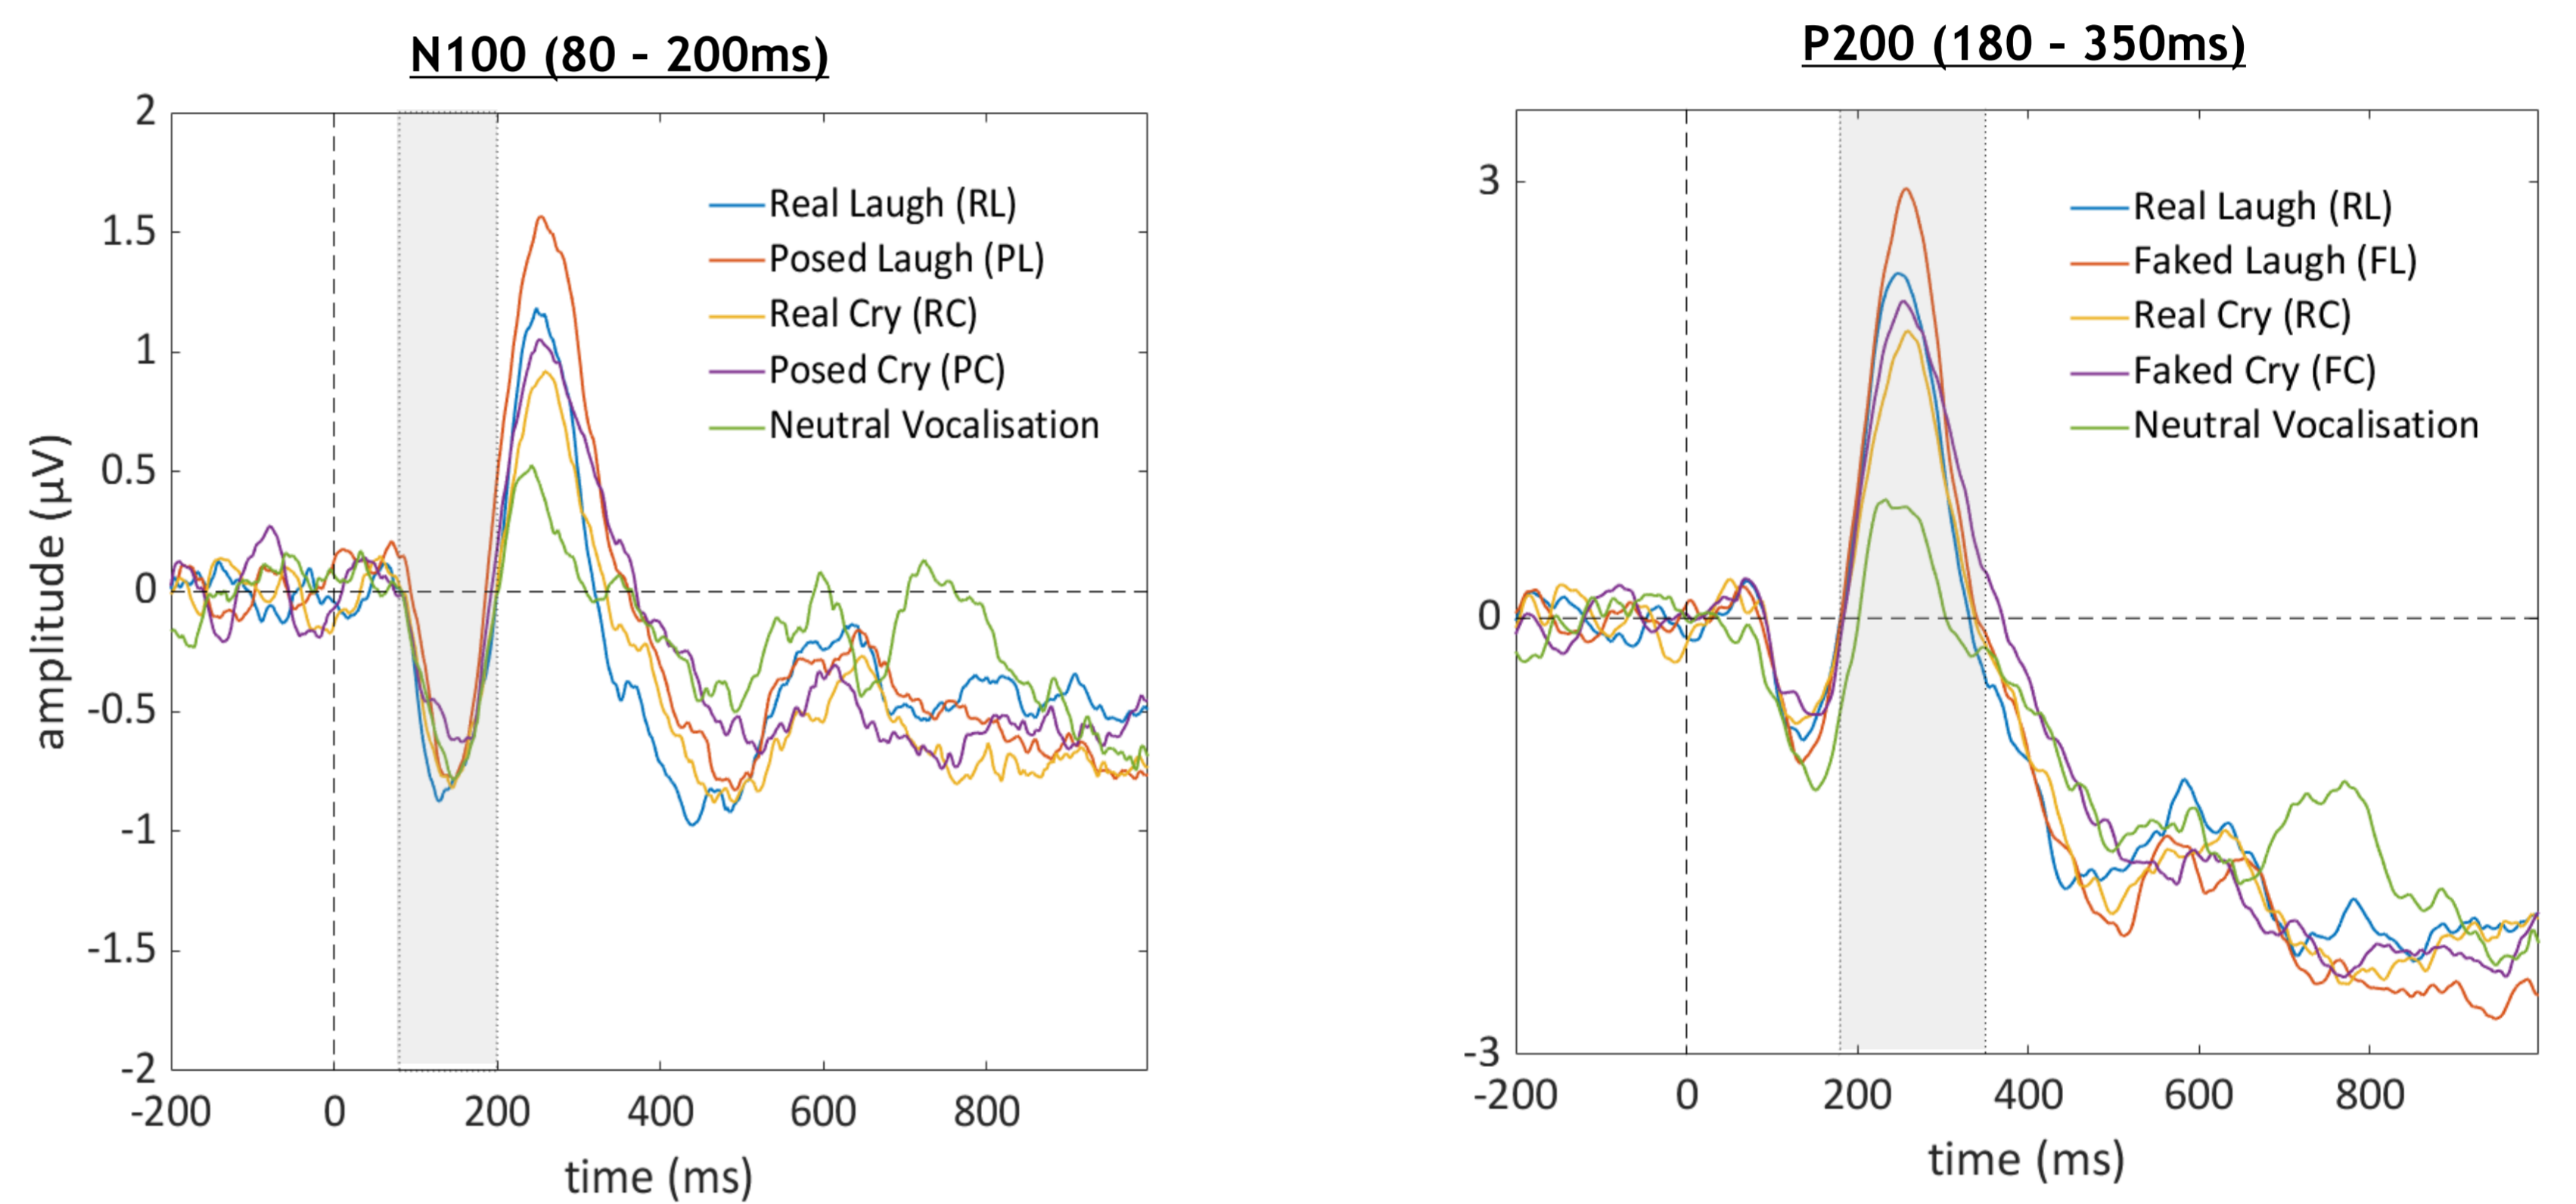 N100 (80 - 200ms)
2
1.5
1
0.5
0
-0.5
-1
-1.5
-2
amplitude (µV)
Real Laugh (RL)
Posed Laugh (PL)
Real Cry (RC)
Posed Cry (PC)
Neutral Vocalisation
-200 0 200 400 600 800
time (ms)
P200 (180 - 350ms)
3
0
-3
Real Laugh (RL)
Faked Laugh (FL)
Real Cry (RC)
Faked Cry (FC)
Neutral Vocalisation
-200 0 200 400 600 800
time (ms)